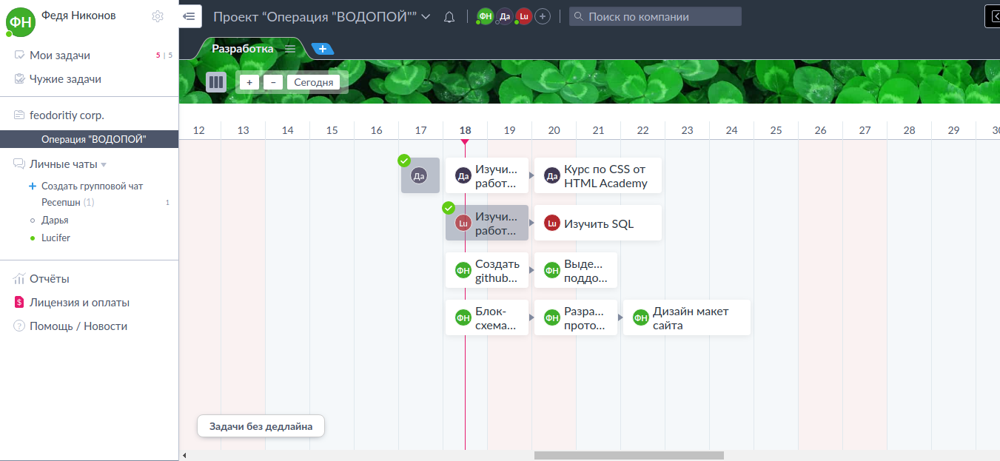 ФН
Федя Никонов
Мои задачи
5 | 5
Чужие задачи
feodoritiy corp.
Операция "ВОДОПОЙ"
Личные чаты
Создать групповой чат
Ресепшн (1)
1
Дарья
Lucifer
Отчёты
$ Лицензия и оплаты
? Помощь / Новости
Проект “Операция "ВОДОПОЙ"”
ФН Да Lu +
Поиск по компании
Разработка
+
+ − Сегодня
12 13 14 15 16 17 18 19 20 21 22 23 24 25 26 27 28 29 30
Да
Да
Изучи...
работ...
Да
Курс по CSS от
HTML Academy
Lu
Изучи...
работ...
Lu
Изучить SQL
ФН
Создать
github...
ФН
Выде...
поддо...
ФН
Блок-
схема...
ФН
Разра...
прото...
ФН
Дизайн макет
сайта
Задачи без дедлайна